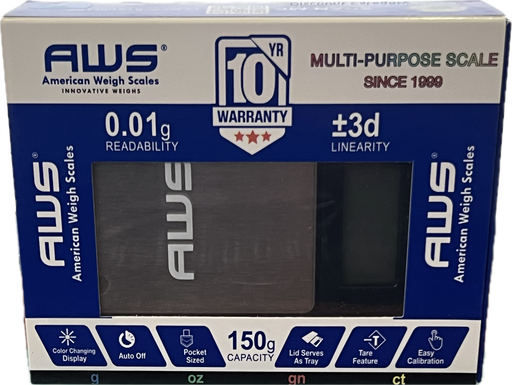 AWS®
American Weigh Scales
INNOVATIVE WEIGHS
10 YR
WARRANTY
MULTI-PURPOSE SCALE
SINCE 1999
0.01g
READABILITY
±3d
LINEARITY
AWS®
American Weigh Scales
AWS
AWS®
American Weigh Scales
Color Changing
Display
Auto Off
Pocket
Sized
150g
CAPACITY
Lid Serves
As Tray
Tare
Feature
Easy
Calibration
g oz gn ct